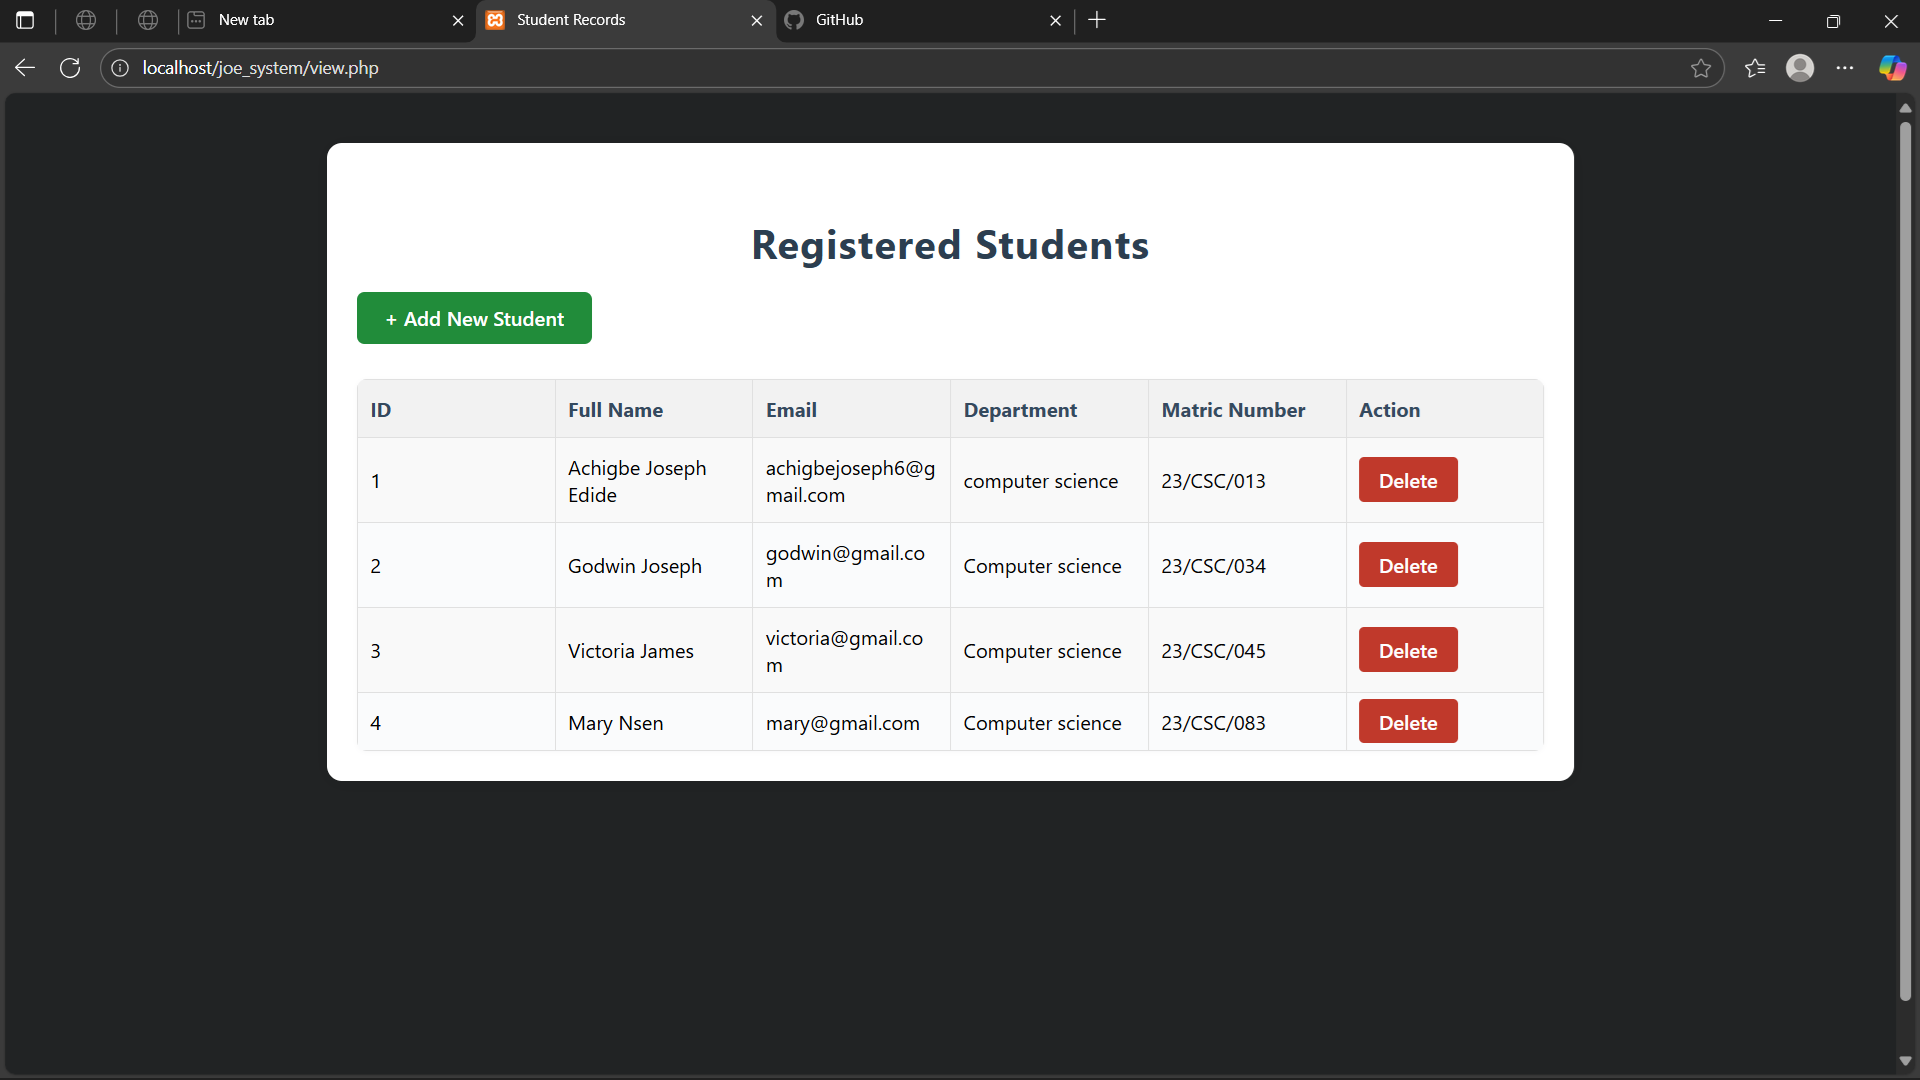 New tab
Student Records
GitHub
localhost/joe_system/view.php
Registered Students
+ Add New Student
ID Full Name Email Department Matric Number Action
1 Achigbe Joseph Edide achigbejoseph6@gmail.com computer science 23/CSC/013 Delete
2 Godwin Joseph godwin@gmail.com Computer science 23/CSC/034 Delete
3 Victoria James victoria@gmail.com Computer science 23/CSC/045 Delete
4 Mary Nsen mary@gmail.com Computer science 23/CSC/083 Delete